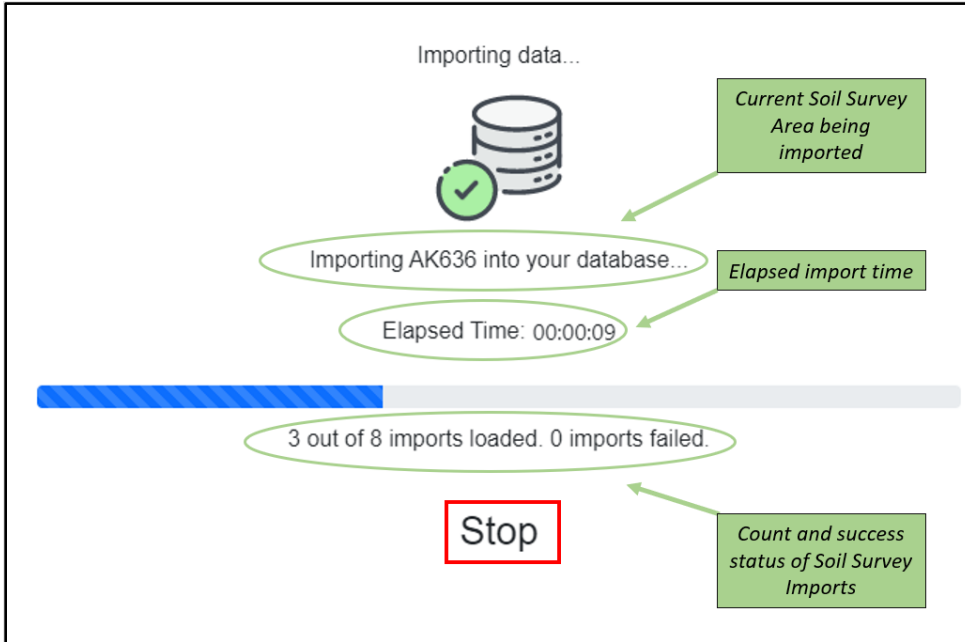 Importing data...
Current Soil Survey
Area being
imported
Importing AK636 into your database...
Elapsed import time
Elapsed Time: 00:00:09
3 out of 8 imports loaded. 0 imports failed.
Stop
Count and success
status of Soil Survey
Imports